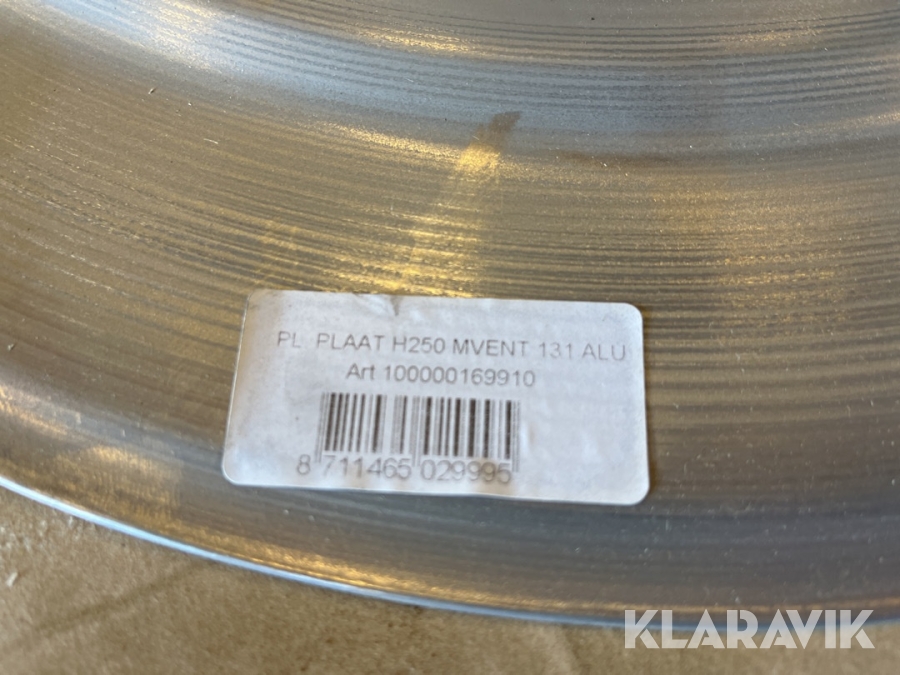 PL PLAAT H250 MVENT 131 ALU
Art 100000169910
8 711465 029995
KLARAVIK